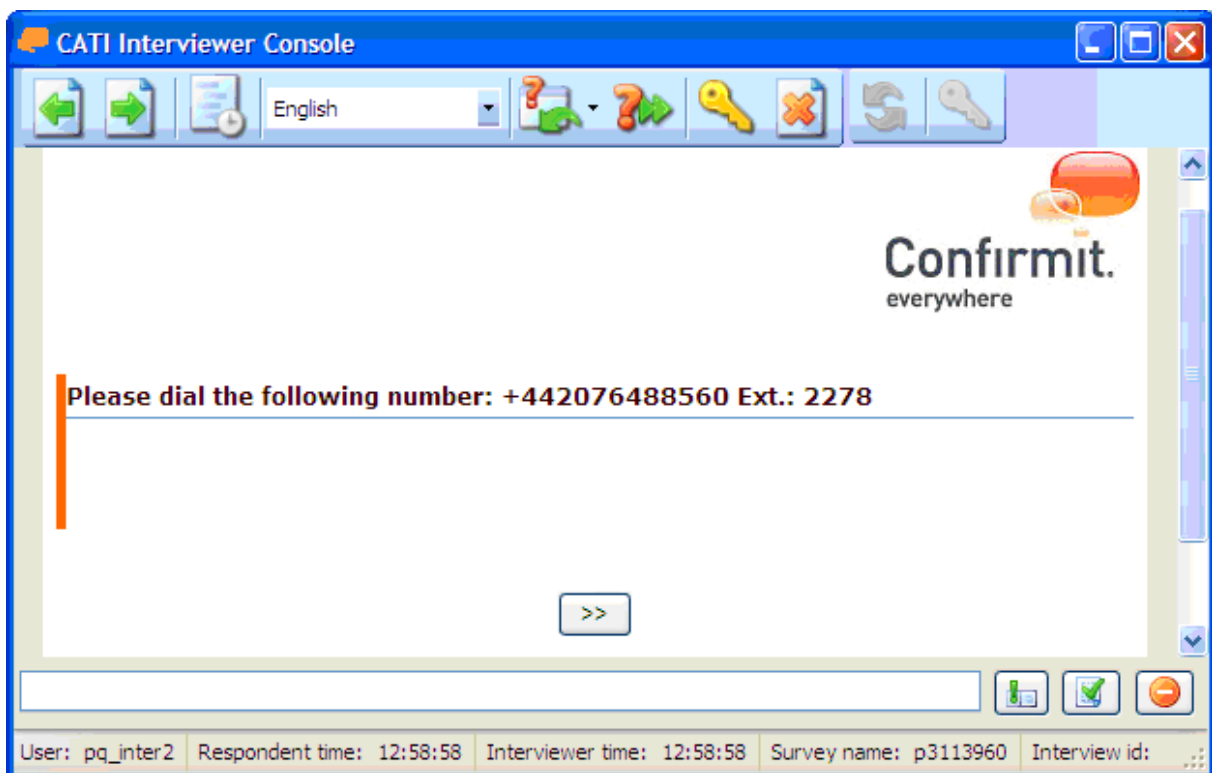 CATI Interviewer Console
English
Confirmit.
everywhere
Please dial the following number: +442076488560 Ext.: 2278
>>
User: pq_inter2 Respondent time: 12:58:58 Interviewer time: 12:58:58 Survey name: p3113960 Interview id: